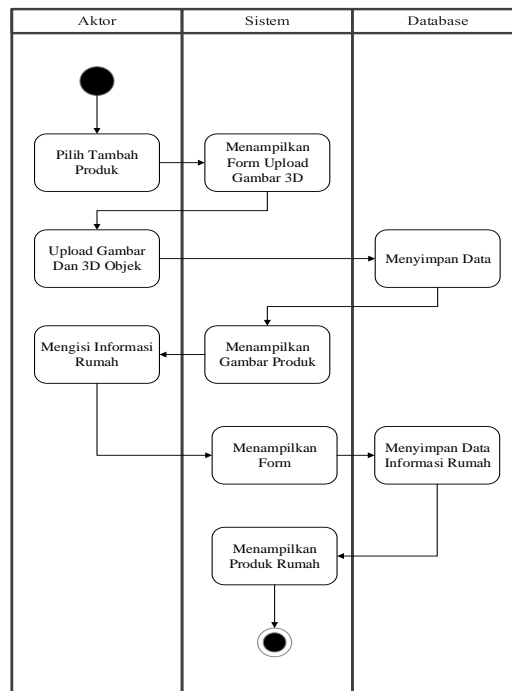 Aktor
Sistem
Database
Pilih Tambah
Produk
Menampilkan
Form Upload
Gambar 3D
Upload Gambar
Dan 3D Objek
Menyimpan Data
Mengisi Informasi
Rumah
Menampilkan
Gambar Produk
Menampilkan
Form
Menyimpan Data
Informasi Rumah
Menampilkan
Produk Rumah